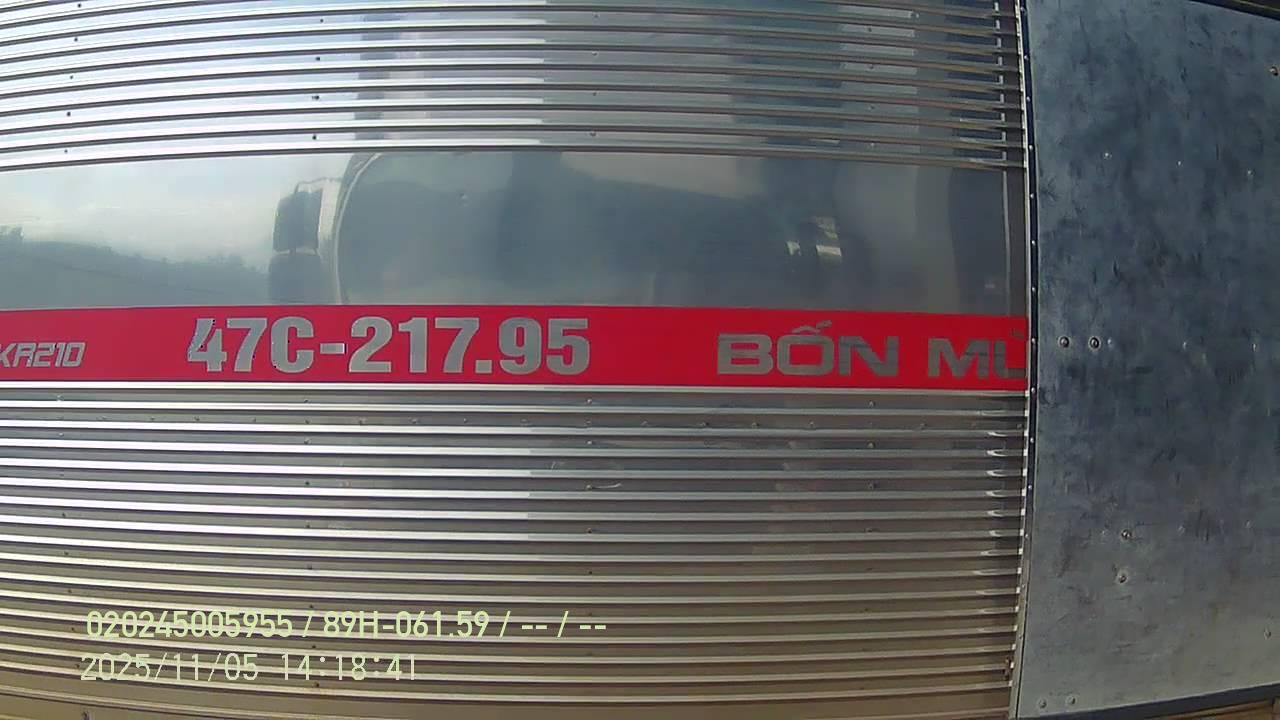 KR210 47C-217.95 BỐN MÙ
020245005955 / 89H-061.59 / -- / --
2025/11/05 14:18:41